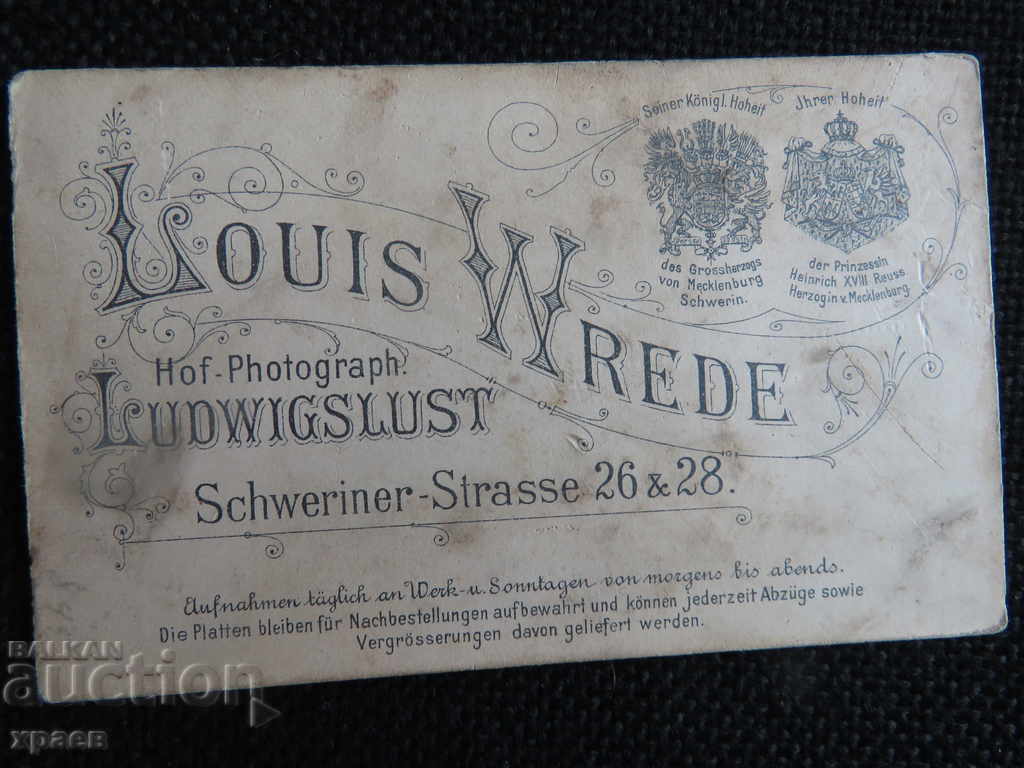 Seiner Königl. Hoheit
des Grossherzogs
von Mecklenburg
Schwerin.
Jhrer Hoheit
der Prinzessin
Heinrich XVIII Reuss
Herzogin v. Mecklenburg.
LOUIS WREDE
Hof-Photograph.
LUDWIGSLUST
Schweriner-Strasse 26 & 28.
Aufnahmen täglich an Werk- u. Sonntagen von morgens bis abends.
Die Platten bleiben für Nachbestellungen aufbewahrt und können jederzeit Abzüge sowie
Vergrösserungen davon geliefert werden.
BALKAN
auction
храев